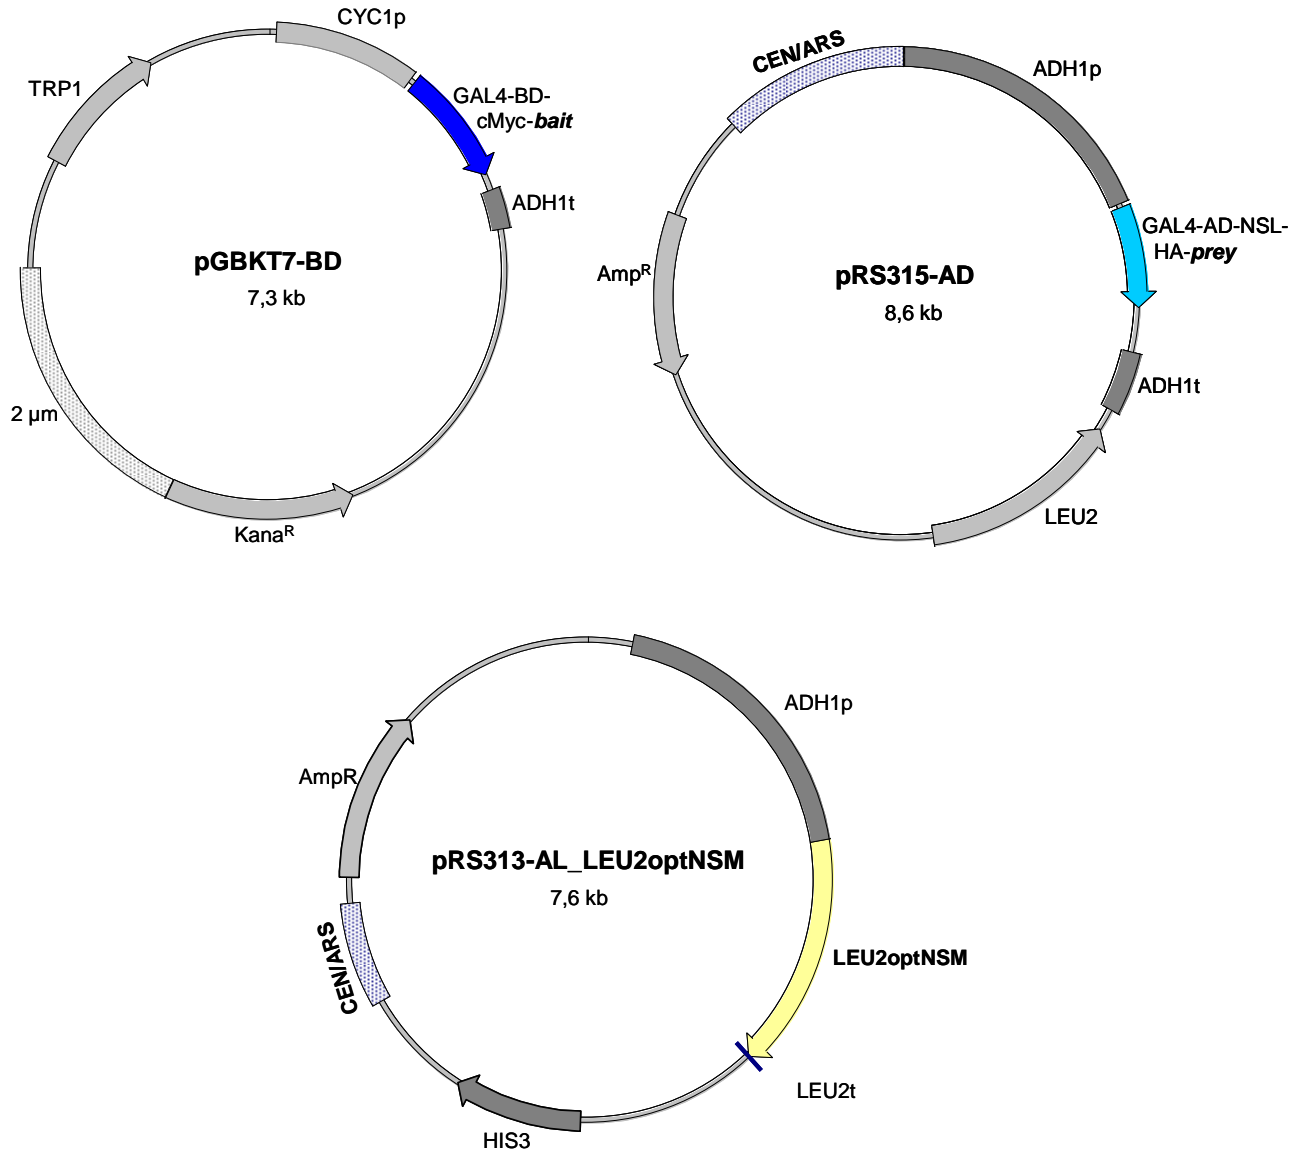 CYC1p
TRP1
GAL4-BD-
cMyc-bait
ADH1t
pGBKT7-BD
7,3 kb
2 µm
KanaR
CEN/ARS
ADH1p
GAL4-AD-NSL-
HA-prey
AmpR
pRS315-AD
8,6 kb
ADH1t
LEU2
ADH1p
AmpR
pRS313-AL_LEU2optNSM
7,6 kb
LEU2optNSM
CEN/ARS
LEU2t
HIS3